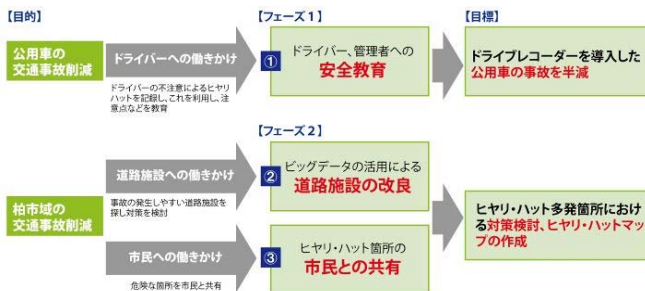 【目的】
【フェーズ1】
【目標】
公用車の
交通事故削減
ドライバーへの働きかけ
ドライバーの不注意によるヒヤリ
ハットを記録し、これを利用し、注
意点などを教育
①
ドライバー、管理者への
安全教育
ドライブレコーダーを導入した
公用車の事故を半減
【フェーズ2】
柏市域の
交通事故削減
道路施設への働きかけ
事故の発生しやすい道路施設を
探し対策を検討
②
ビッグデータの活用による
道路施設の改良
市民への働きかけ
危険な箇所を市民と共有
③
ヒヤリ・ハット箇所の
市民との共有
ヒヤリ・ハット多発箇所におけ
る対策検討、ヒヤリ・ハットマッ
プの作成